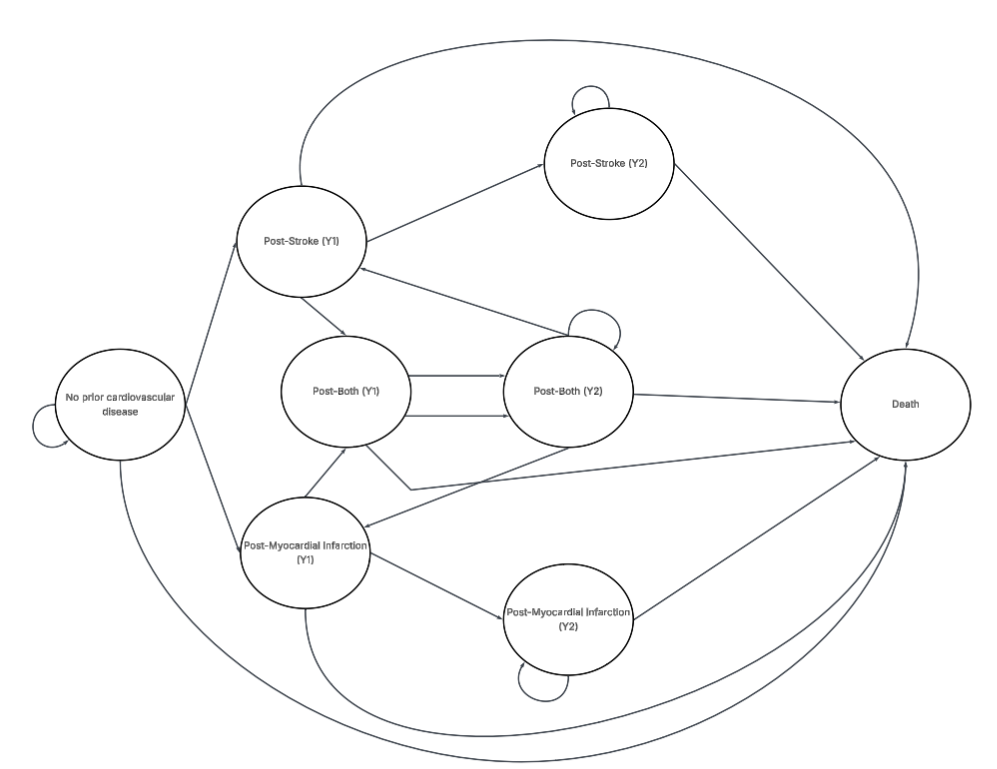 Post-Stroke (Y2)
Post-Stroke (Y1)
No prior cardiovascular
disease
Post-Both (Y1)
Post-Both (Y2)
Death
Post-Myocardial Infarction
(Y1)
Post-Myocardial Infarction
(Y2)